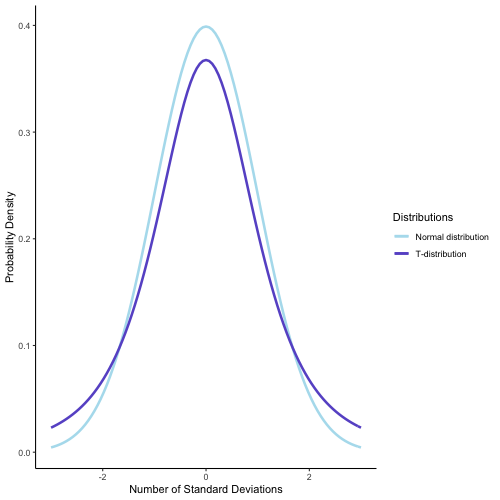 0.4
0.3
0.2
0.1
0.0
Probability Density
-2
0
2
Number of Standard Deviations
Distributions
Normal distribution
T-distribution